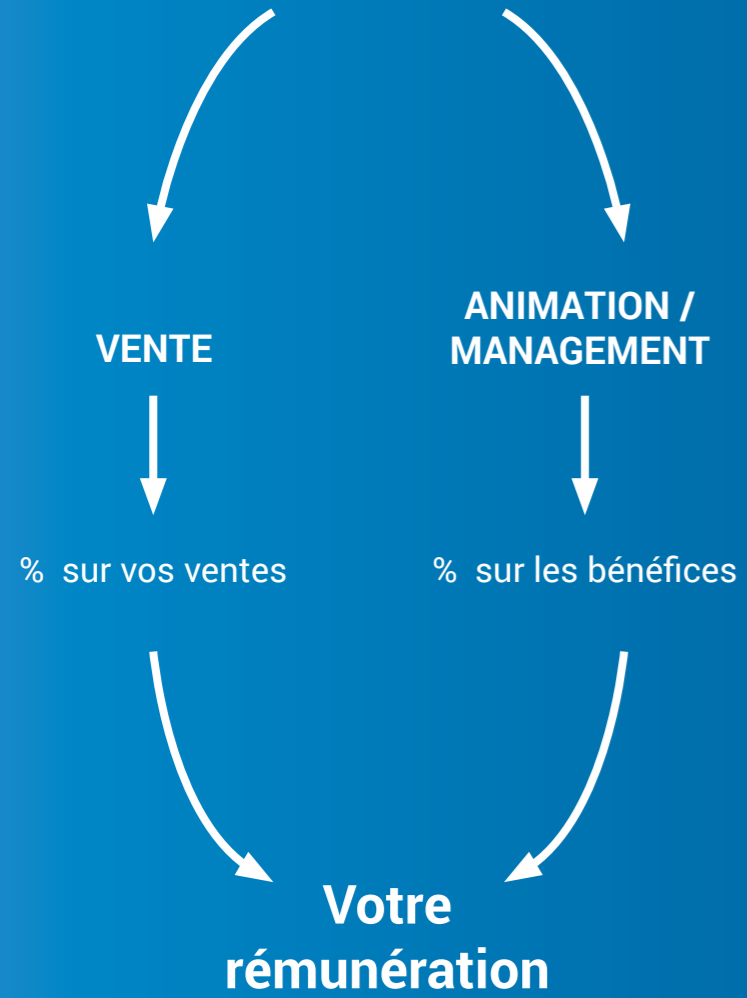 VENTE
ANIMATION /
MANAGEMENT
% sur vos ventes
% sur les bénéfices
Votre
rémunération